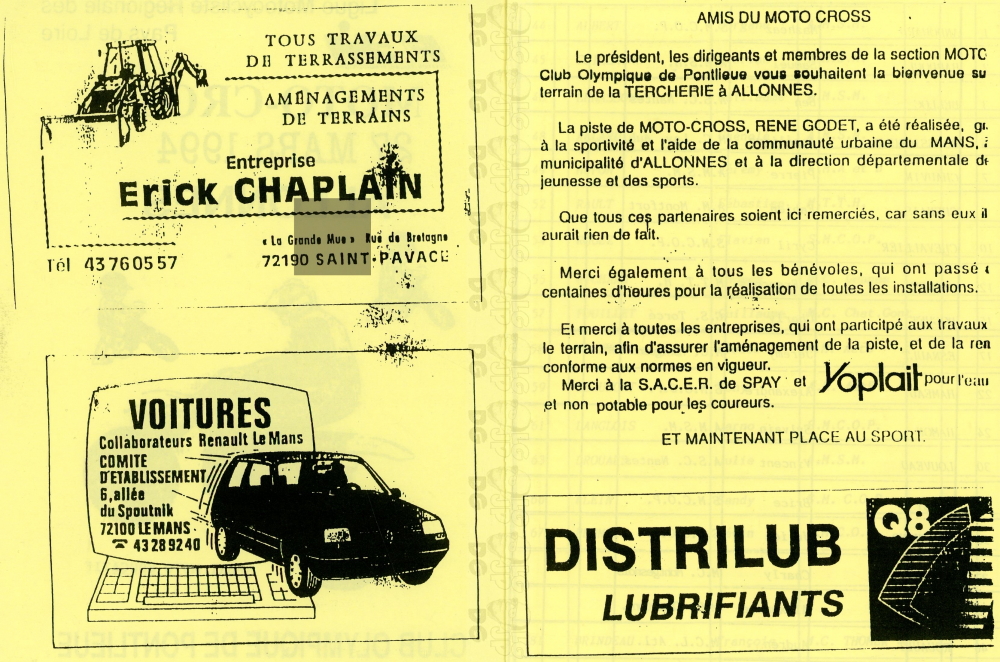 TOUS TRAVAUX
DE TERRASSEMENTS
AMÉNAGEMENTS
DE TERRAINS
Entreprise
Erick CHAPLAIN
« La Grande Mue » Rue de Bretagne
Tél 43 76 05 57
72190 SAINT-PAVACE
VOITURES
Collaborateurs Renault Le Mans
COMITE
D'ETABLISSEMENT
6, allée
du Spoutnik
72100 LE MANS
☎ 43 28 92 40
AMIS DU MOTO CROSS
Le président, les dirigeants et membres de la section MOTO
Club Olympique de Pontlieue vous souhaitent la bienvenue su
terrain de la TERCHERIE à ALLONNES.
La piste de MOTO-CROSS, RENE GODET, a été réalisée, gr
à la sportivité et l'aide de la communauté urbaine du MANS,
municipalité d'ALLONNES et à la direction départementale de
jeunesse et des sports.
Que tous ces partenaires soient ici remerciés, car sans eux il
aurait rien de fait.
Merci également à tous les bénévoles, qui ont passé
centaines d'heures pour la réalisation de toutes les installations.
Et merci à toutes les entreprises, qui ont particitpé aux travaux
le terrain, afin d'assurer l'aménagement de la piste, et de la ren
conforme aux normes en vigueur.
Merci à la S.A.C.E.R. de SPAY et Yoplait pour l'eau
et non potable pour les coureurs.
ET MAINTENANT PLACE AU SPORT.
DISTRILUB
LUBRIFIANTS
Q8